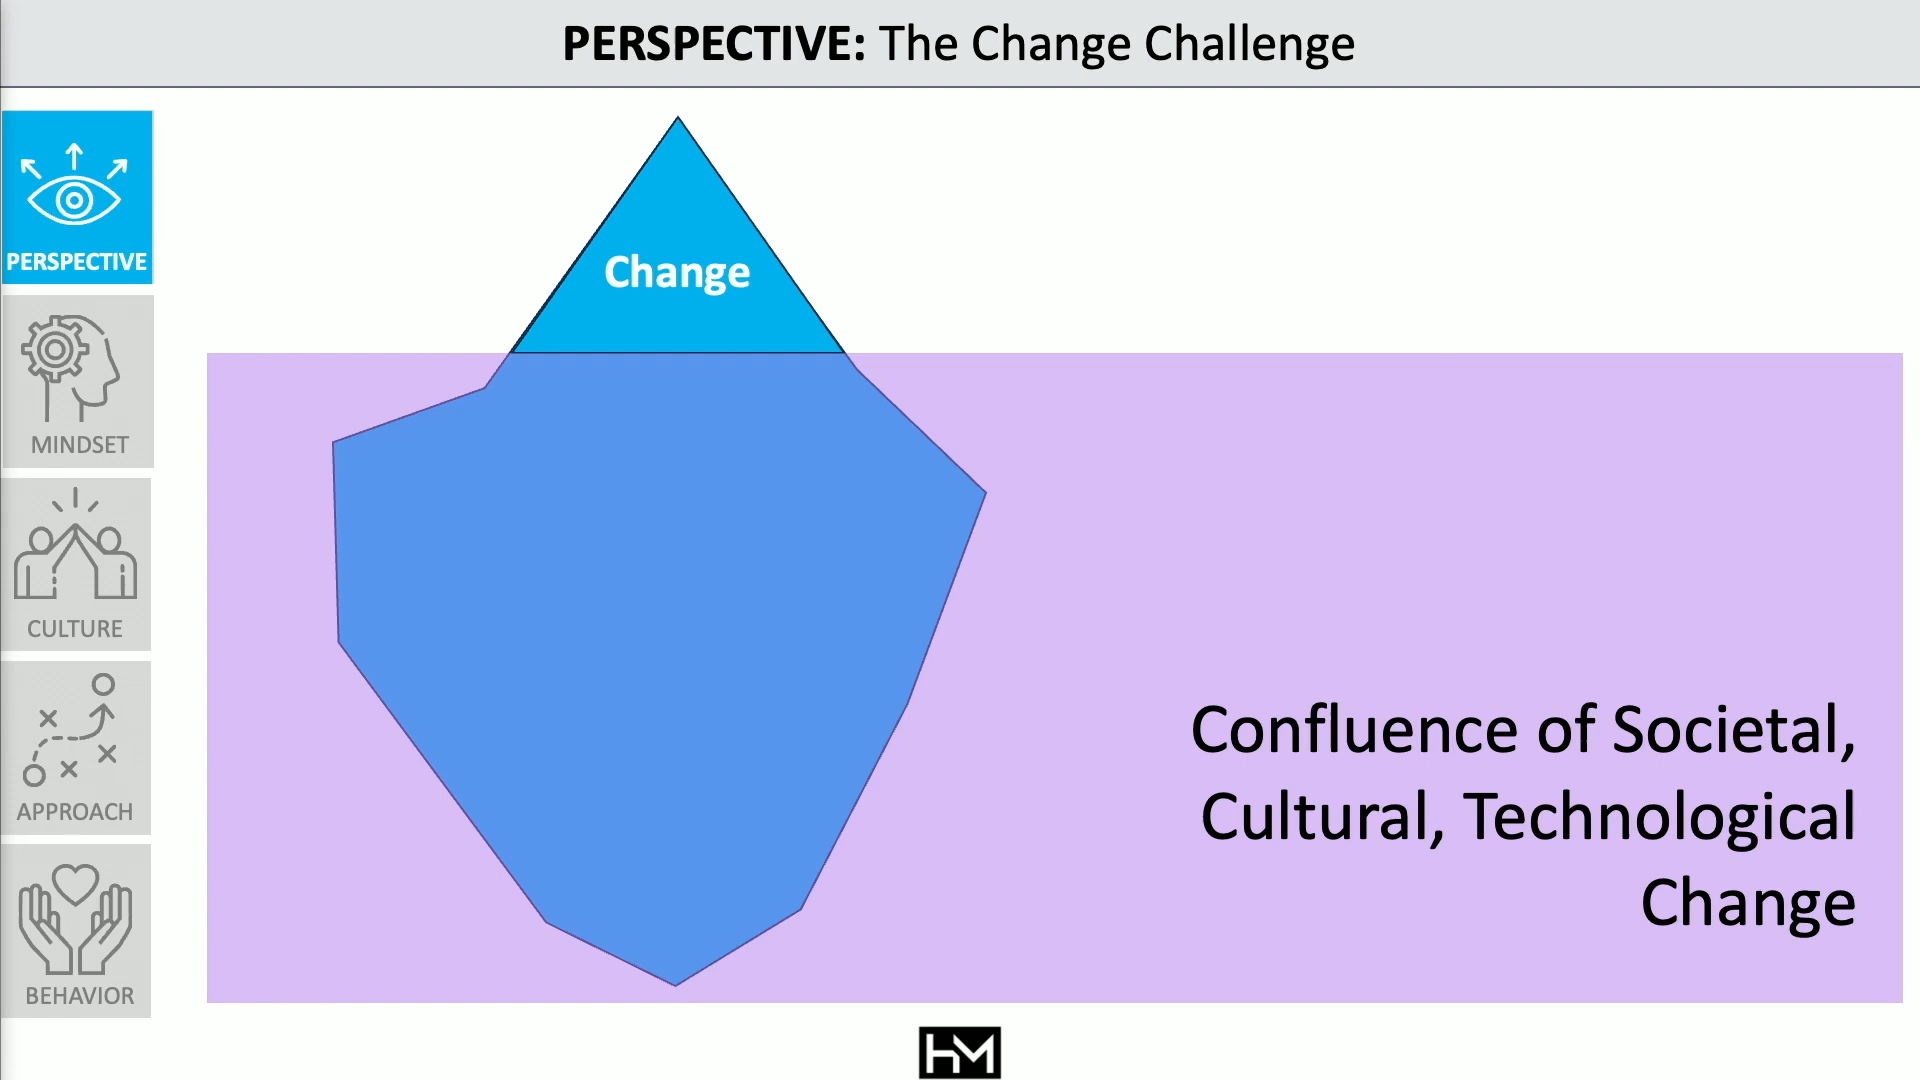 PERSPECTIVE: The Change Challenge
PERSPECTIVE
MINDSET
CULTURE
APPROACH
BEHAVIOR
Change
Confluence of Societal,
Cultural, Technological
Change
HM